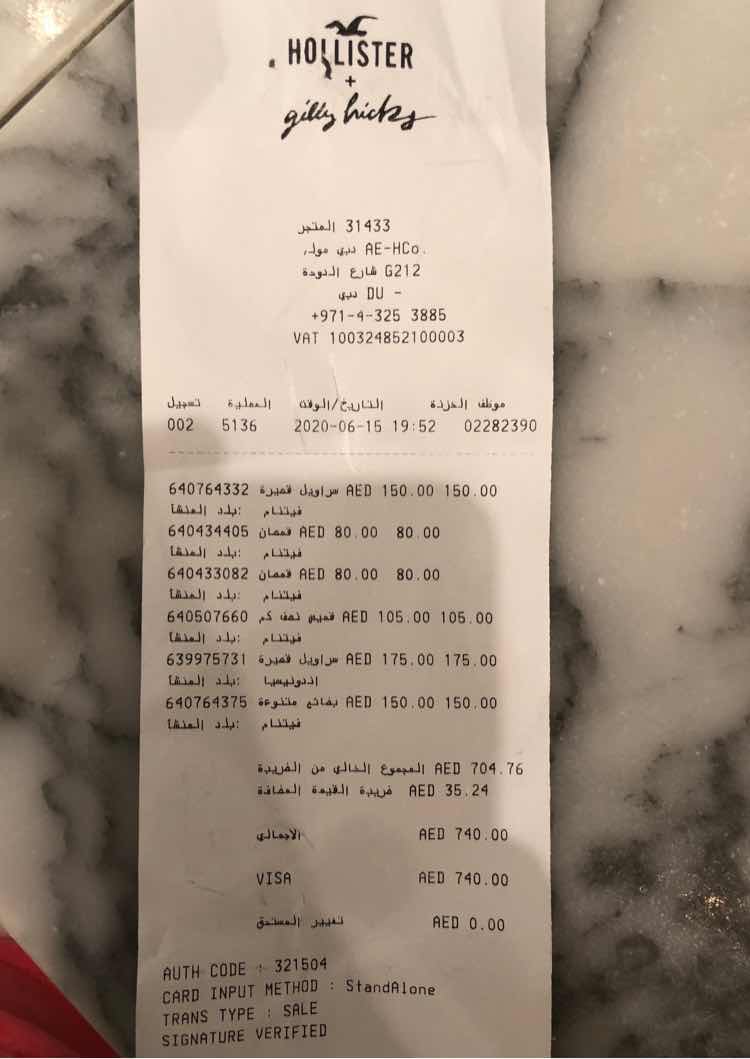 HOLLISTER
+
gilly hicks
المتجر 31433
دبي مول, AE-HCo.
شارع الدودة G212
دبي DU -
+971-4-325 3885
VAT 100324852100003
تسجيل العملية التاريخ/الوقت موظف الخزنة
002 5136 2020-06-15 19:52 02282390
640764332 سراويل قصيرة AED 150.00 150.00
بلد المنشأ: فيتنام
640434405 قمصان AED 80.00 80.00
بلد المنشأ: فيتنام
640433082 قمصان AED 80.00 80.00
بلد المنشأ: فيتنام
640507660 قميص نصف كم AED 105.00 105.00
بلد المنشأ: فيتنام
639975731 سراويل قصيرة AED 175.00 175.00
بلد المنشأ: اندونيسيا
640764375 بضائع متنوعة AED 150.00 150.00
بلد المنشأ: فيتنام
المجموع الخالي من الضريبة AED 704.76
ضريبة القيمة المضافة AED 35.24
الاجمالي AED 740.00
VISA AED 740.00
تغيير المستحق AED 0.00
AUTH CODE : 321504
CARD INPUT METHOD : StandAlone
TRANS TYPE : SALE
SIGNATURE VERIFIED